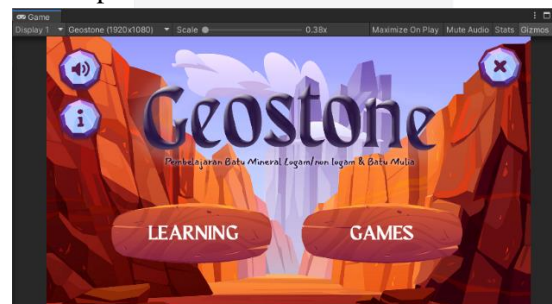 Game
Display 1 Geostone (1920x1080) Scale 0.38x Maximize On Play Mute Audio Stats Gizmos
i
Geostone
Pembelajaran Batu Mineral Logam/non logam & Batu Mulia
LEARNING GAMES